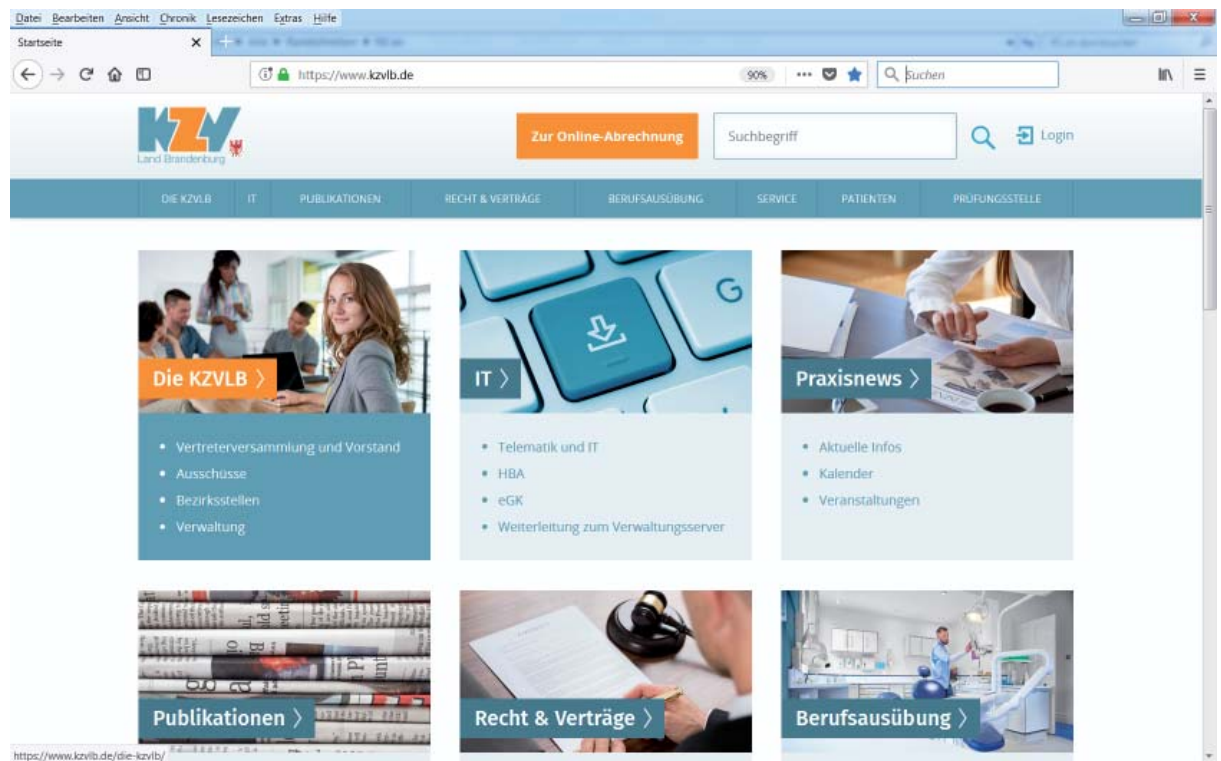 Datei Bearbeiten Ansicht Chronik Lesezeichen Extras Hilfe
Startseite
https://www.kzvlb.de
90%
Suchen
KZV
Land Brandenburg
Zur Online-Abrechnung
Suchbegriff
Login
DIE KZVLB IT PUBLIKATIONEN RECHT & VERTRÄGE BERUFSAUSÜBUNG SERVICE PATIENTEN PRÜFUNGSSTELLE
Die KZVLB
• Vertreterversammlung und Vorstand
• Ausschüsse
• Bezirksstellen
• Verwaltung
G
IT
• Telematik und IT
• HBA
• eGK
• Weiterleitung zum Verwaltungsserver
Praxisnews
• Aktuelle Infos
• Kalender
• Veranstaltungen
Publikationen
Recht & Verträge
Berufsausübung
https://www.kzvlb.de/die-kzvlb/